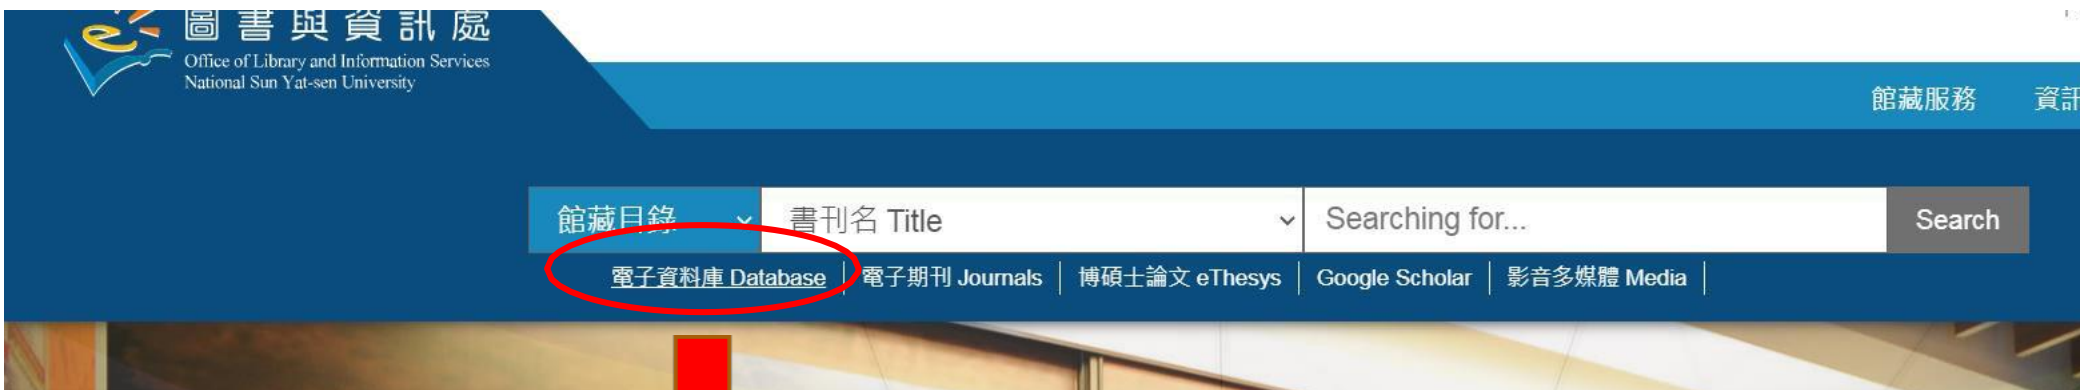 圖書與資訊處
Office of Library and Information Services
National Sun Yat-sen University
館藏服務 資訊
館藏目錄 書刊名 Title Searching for... Search
電子資料庫 Database 電子期刊 Journals 博碩士論文 eThesys Google Scholar 影音多媒體 Media